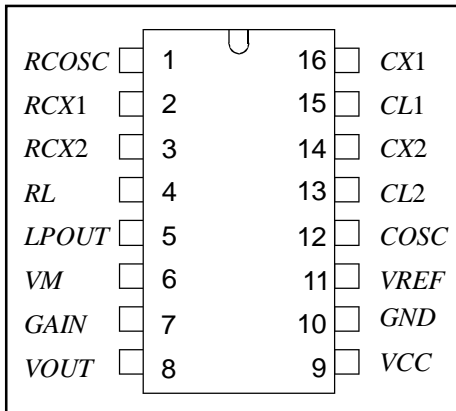 RCOSC 1 16 CX1
RCX1 2 15 CL1
RCX2 3 14 CX2
RL 4 13 CL2
LPOUT 5 12 COSC
VM 6 11 VREF
GAIN 7 10 GND
VOUT 8 9 VCC